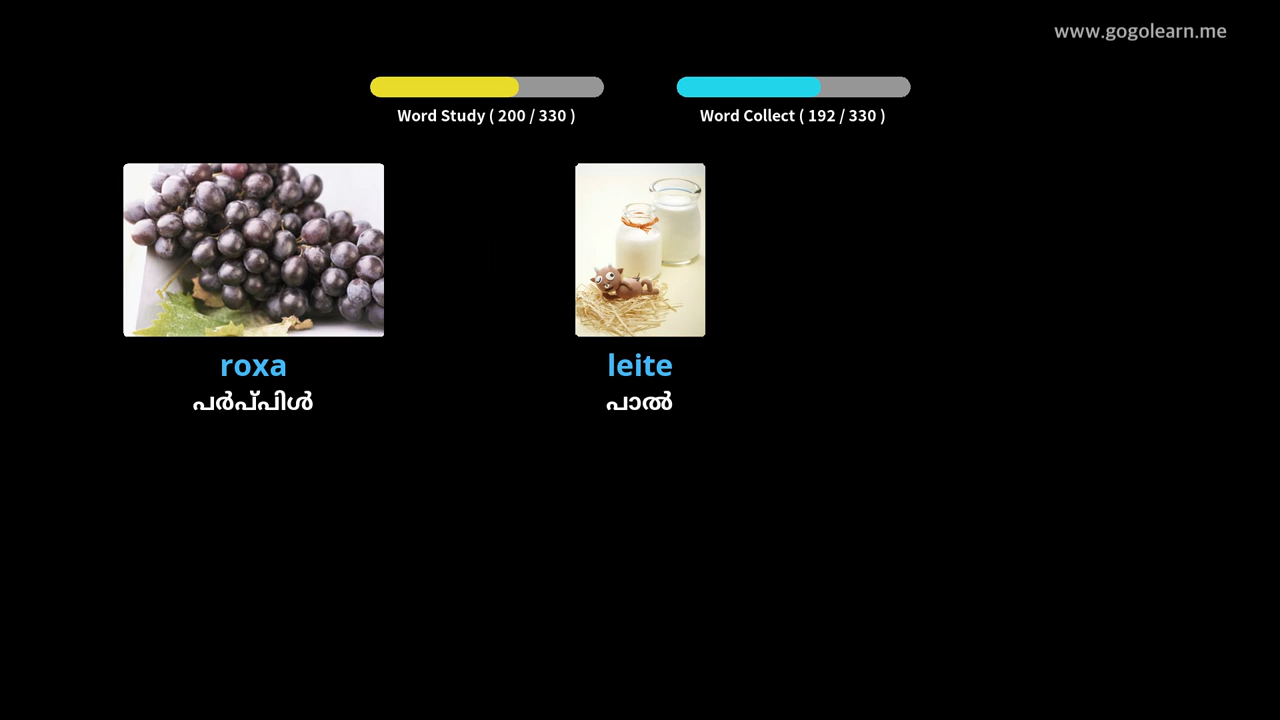 www.gogolearn.me
Word Study ( 200 / 330 )
Word Collect ( 192 / 330 )
roxa
പർപ്പിൾ
leite
പാൽ